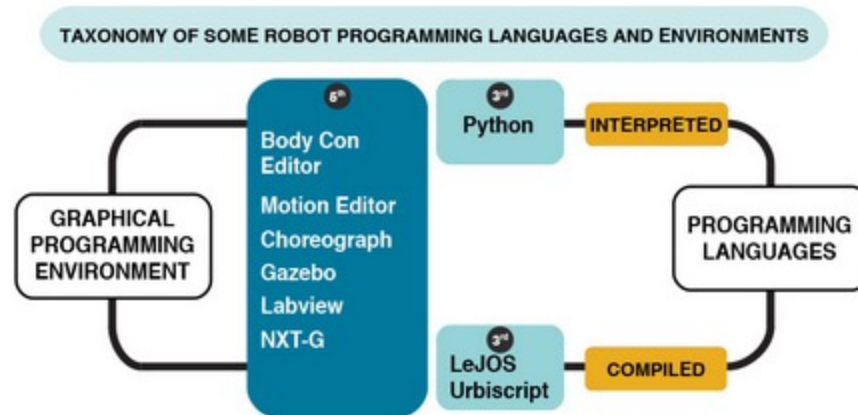 TAXONOMY OF SOME ROBOT PROGRAMMING LANGUAGES AND ENVIRONMENTS
GRAPHICAL
PROGRAMMING
ENVIRONMENT
5th
Body Con
Editor
Motion Editor
Choreograph
Gazebo
Labview
NXT-G
3rd
Python
INTERPRETED
PROGRAMMING
LANGUAGES
3rd
LeJOS
Urbiscript
COMPILED